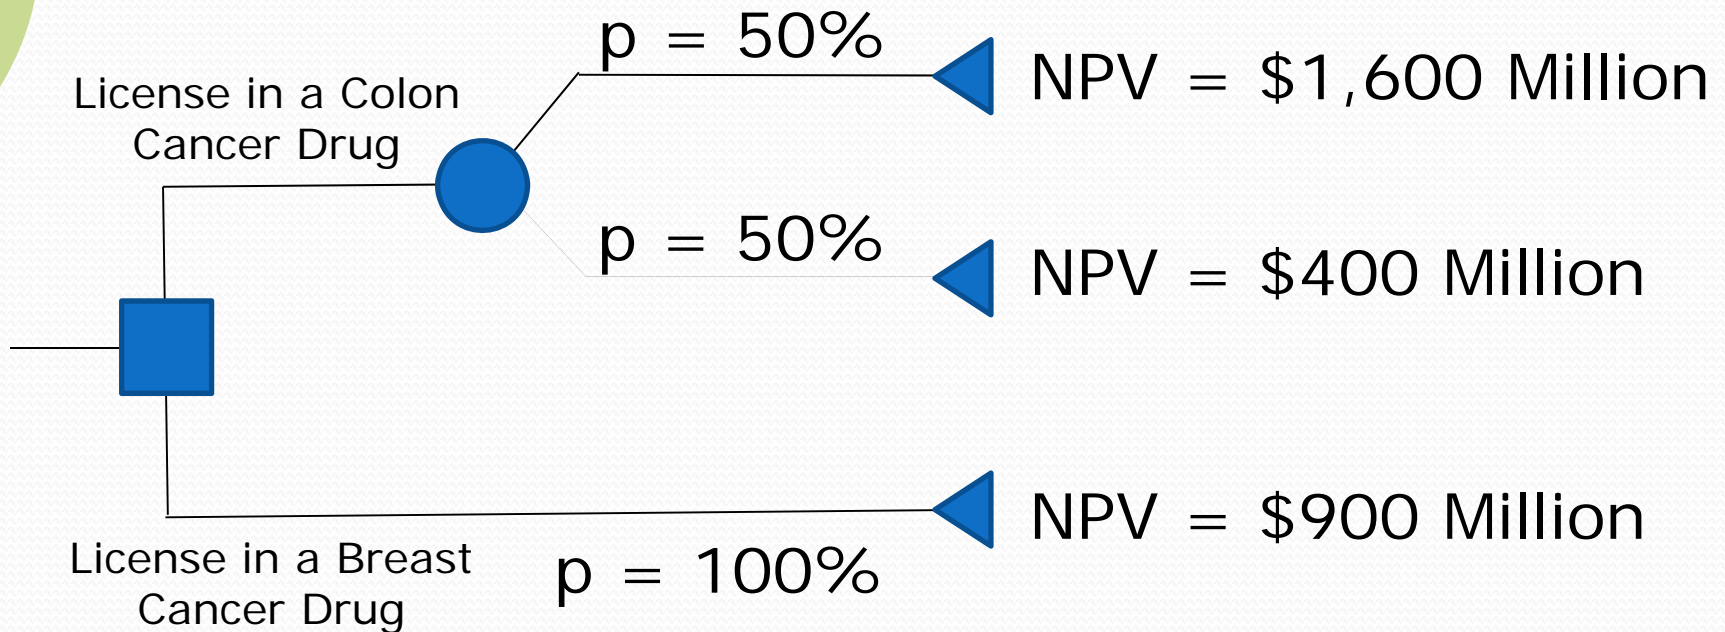 p = 50%
NPV = $1,600 Million
License in a Colon
Cancer Drug
p = 50%
NPV = $400 Million
NPV = $900 Million
License in a Breast
Cancer Drug
p = 100%